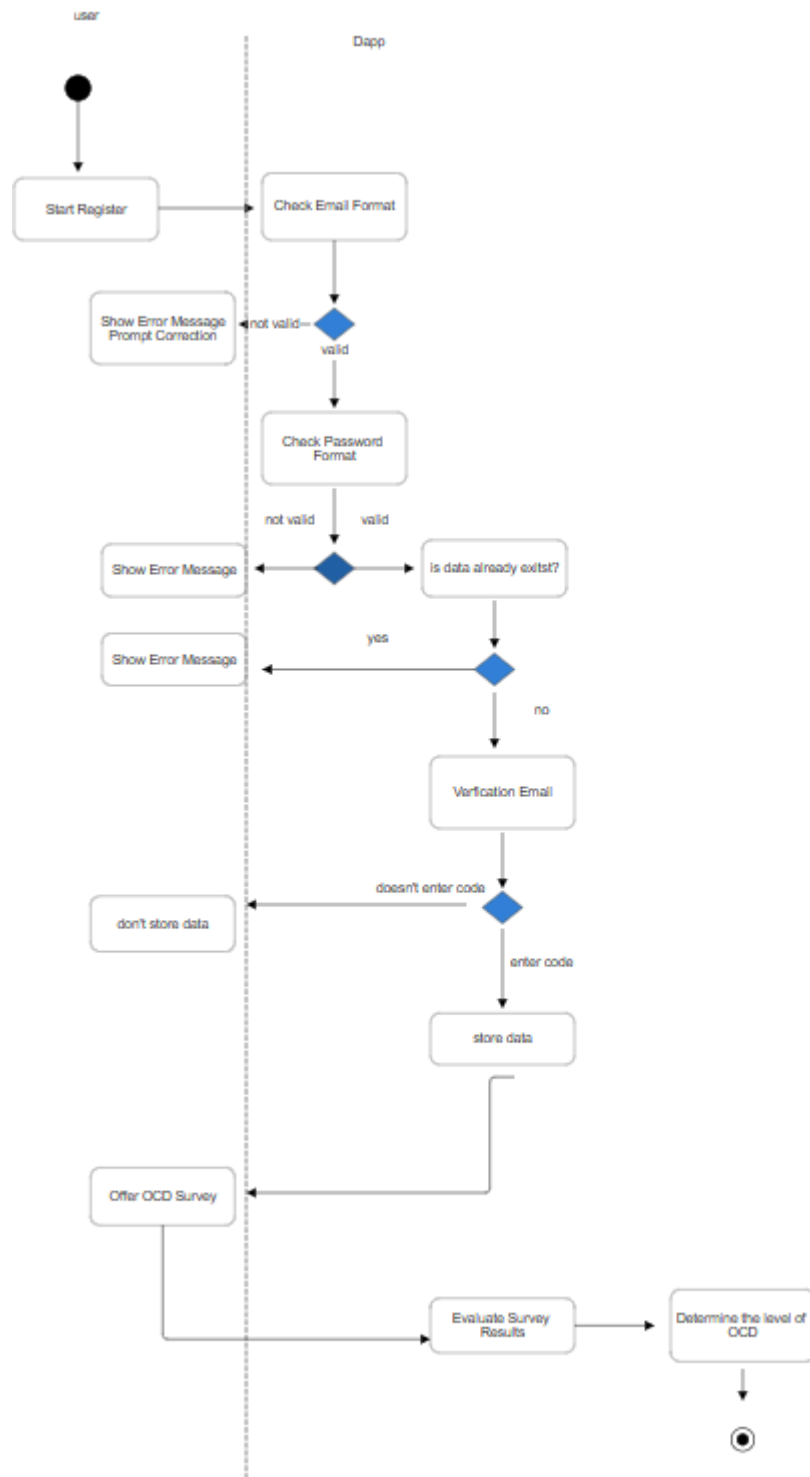 user
Dapp
Start Register
Check Email Format
Show Error Message
Prompt Correction
not valid
valid
Check Password
Format
not valid
valid
Show Error Message
is data already exitst?
Show Error Message
yes
no
Verfication Email
doesn't enter code
don't store data
enter code
store data
Offer OCD Survey
Evaluate Survey
Results
Determine the level of
OCD